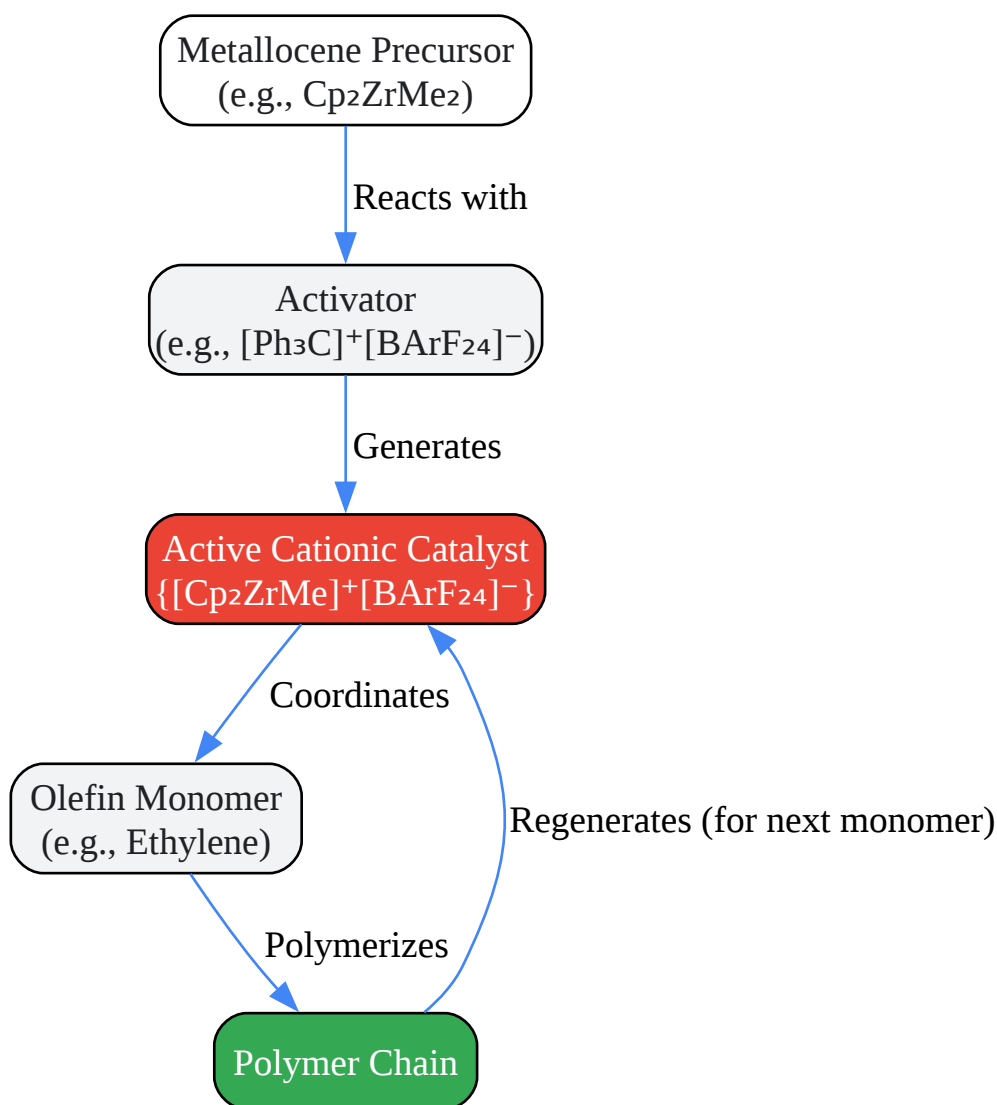 Metallocene Precursor
(e.g., Cp₂ZrMe₂)
Reacts with
Activator
(e.g., [Ph₃C]⁺[BArF₂₄]⁻)
Generates
Active Cationic Catalyst
{[Cp₂ZrMe]⁺[BArF₂₄]⁻}
Coordinates
Olefin Monomer
(e.g., Ethylene)
Regenerates (for next monomer)
Polymerizes
Polymer Chain